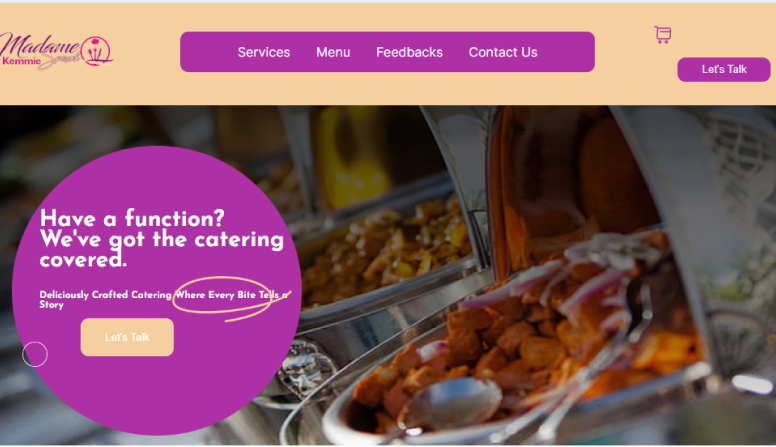 Madame
Kemmie
Services Menu Feedbacks Contact Us
Let's Talk
Have a function?
We've got the catering
covered.
Deliciously Crafted Catering Where Every Bite Tells a
Story
Let's Talk